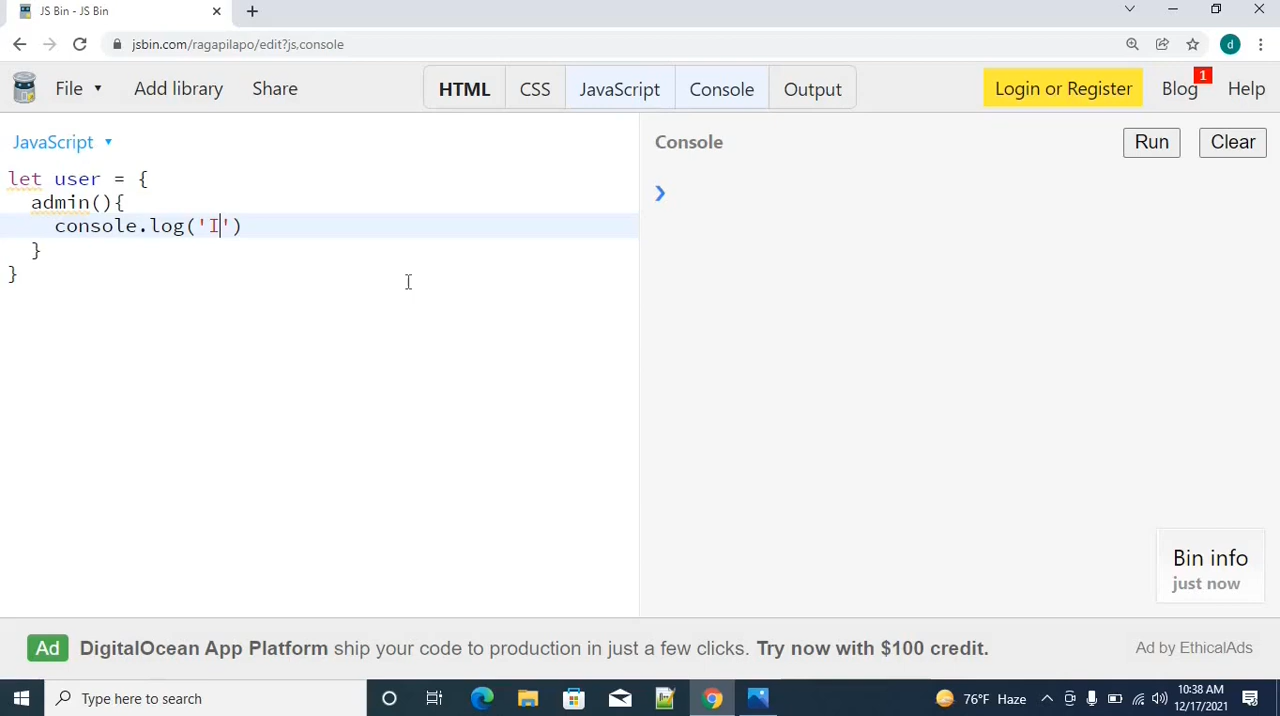 JS Bin - JS Bin
jsbin.com/ragapilapo/edit?js,console
d
File Add library Share HTML CSS JavaScript Console Output Login or Register Blog 1 Help
JavaScript
Console Run Clear
let user = {
admin(){
console.log('I')
}
}
Bin info
just now
Ad DigitalOcean App Platform ship your code to production in just a few clicks. Try now with $100 credit. Ad by EthicalAds
Type here to search
76°F Haze
10:38 AM
12/17/2021